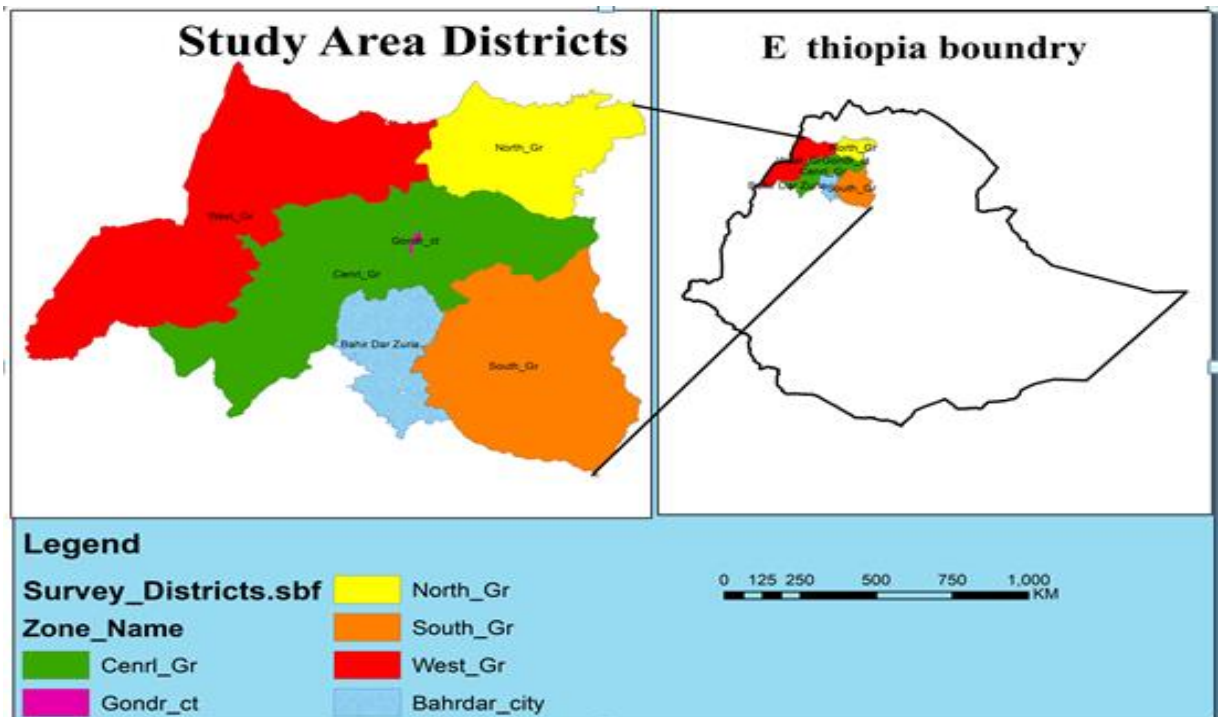 Study Area Districts
North_Gr
West_Gr
Gondr_ct
Cenrl_Gr
Bahir Dar Zuria
South_Gr
E thiopia boundry
North_Gr
South_Gr
Legend
Survey_Districts.sbf
Zone_Name
Cenrl_Gr
Gondr_ct
North_Gr
South_Gr
West_Gr
Bahrdar_city
0 125 250 500 750 1,000
KM